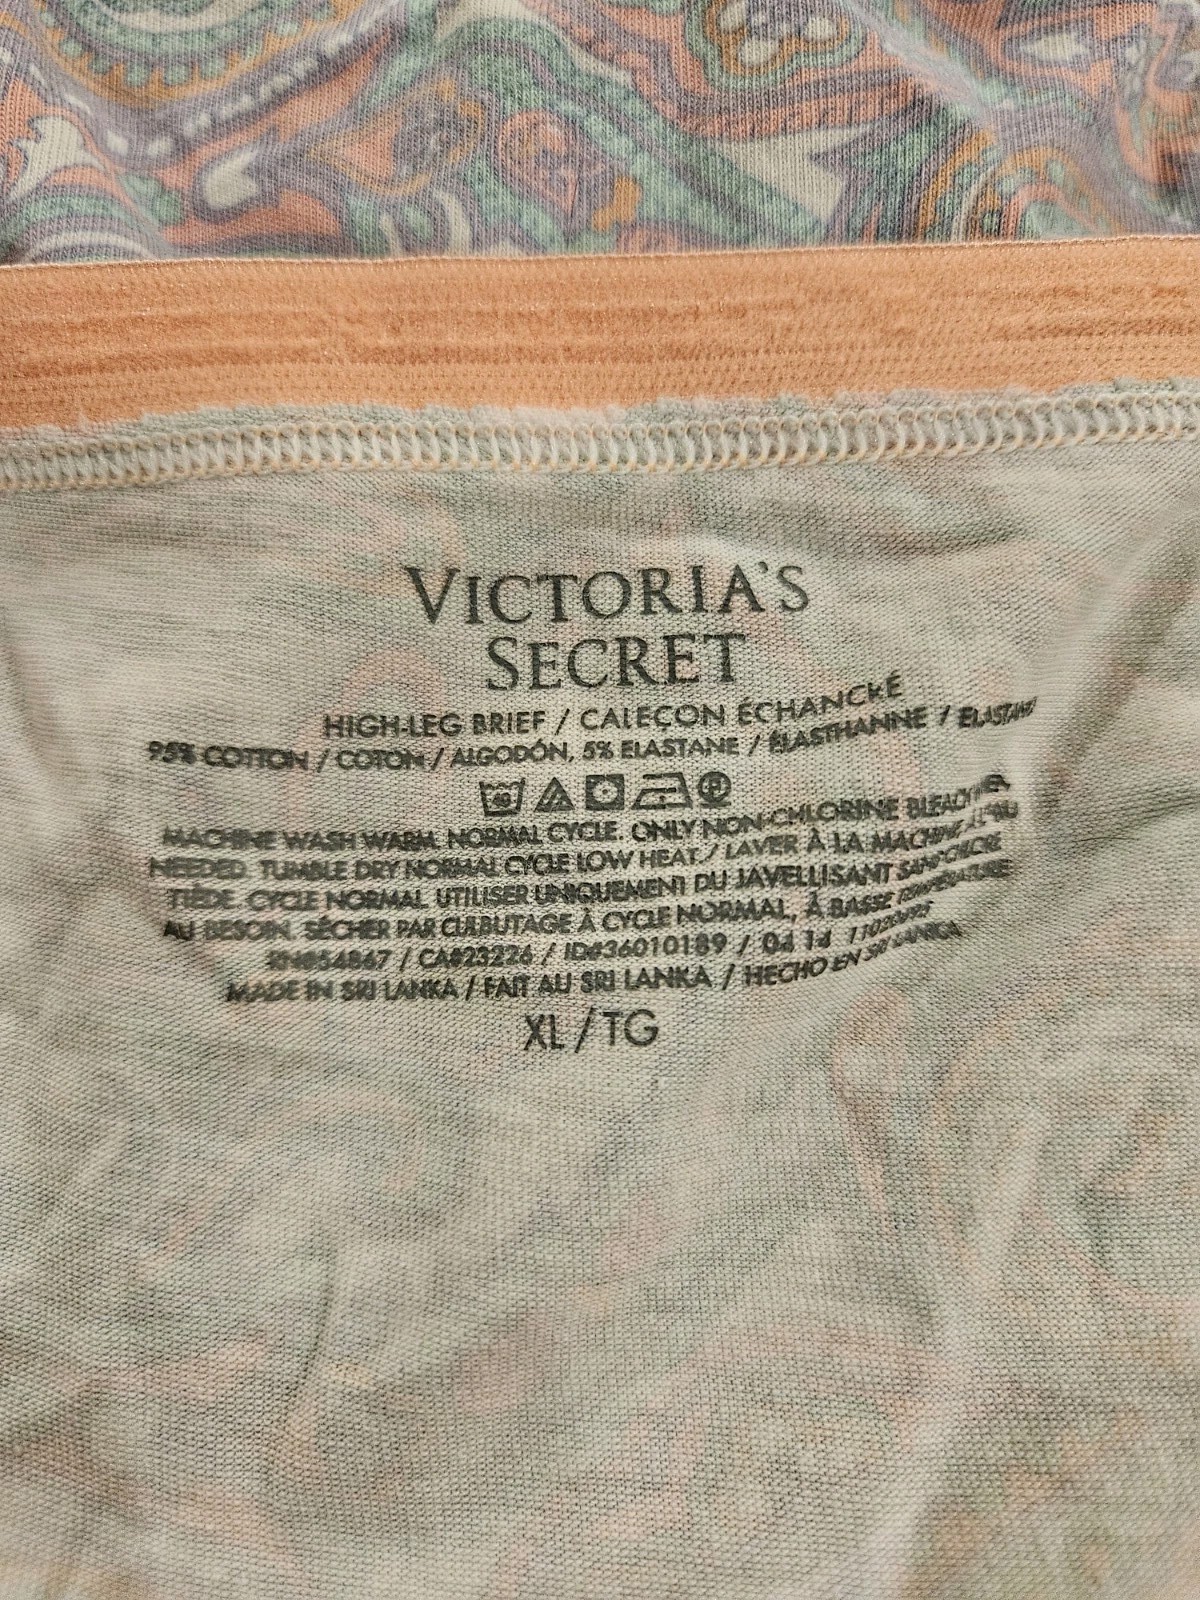 VICTORIA'S
SECRET
HIGH-LEG BRIEF / CALEÇON ÉCHANCRÉ
95% COTTON / COTON / ALGODÓN, 5% ELASTANE / ÉLASTHANNE / ELASTANO
40
MACHINE WASH WARM. NORMAL CYCLE. ONLY NON-CHLORINE BLEACH WHEN
NEEDED. TUMBLE DRY NORMAL CYCLE LOW HEAT. / LAVER À LA MACHINE À L'EAU
TIÈDE. CYCLE NORMAL. UTILISER UNIQUEMENT DU JAVELLISANT SANS CHLORE
AU BESOIN. SÉCHER PAR CULBUTAGE À CYCLE NORMAL, À BASSE TEMPÉRATURE
RN#54867 / CA#23226 / ID#36010189 / 04 14
MADE IN SRI LANKA / FAIT AU SRI LANKA / HECHO EN SRI LANKA
XL / TG